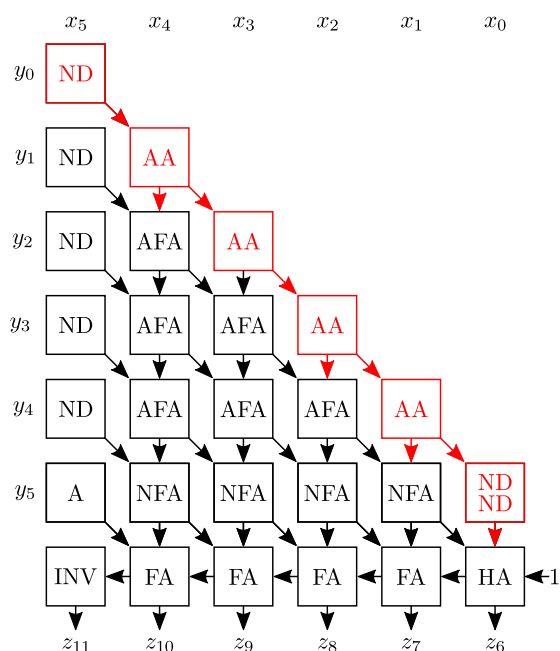 x₅ x₄ x₃ x₂ x₁ x₀
y₀ ND
y₁ ND AA
y₂ ND AFA AA
y₃ ND AFA AFA AA
y₄ ND AFA AFA AFA AA
y₅ A NFA NFA NFA NFA ND
ND
INV FA FA FA FA HA 1
z₁₁ z₁₀ z₉ z₈ z₇ z₆